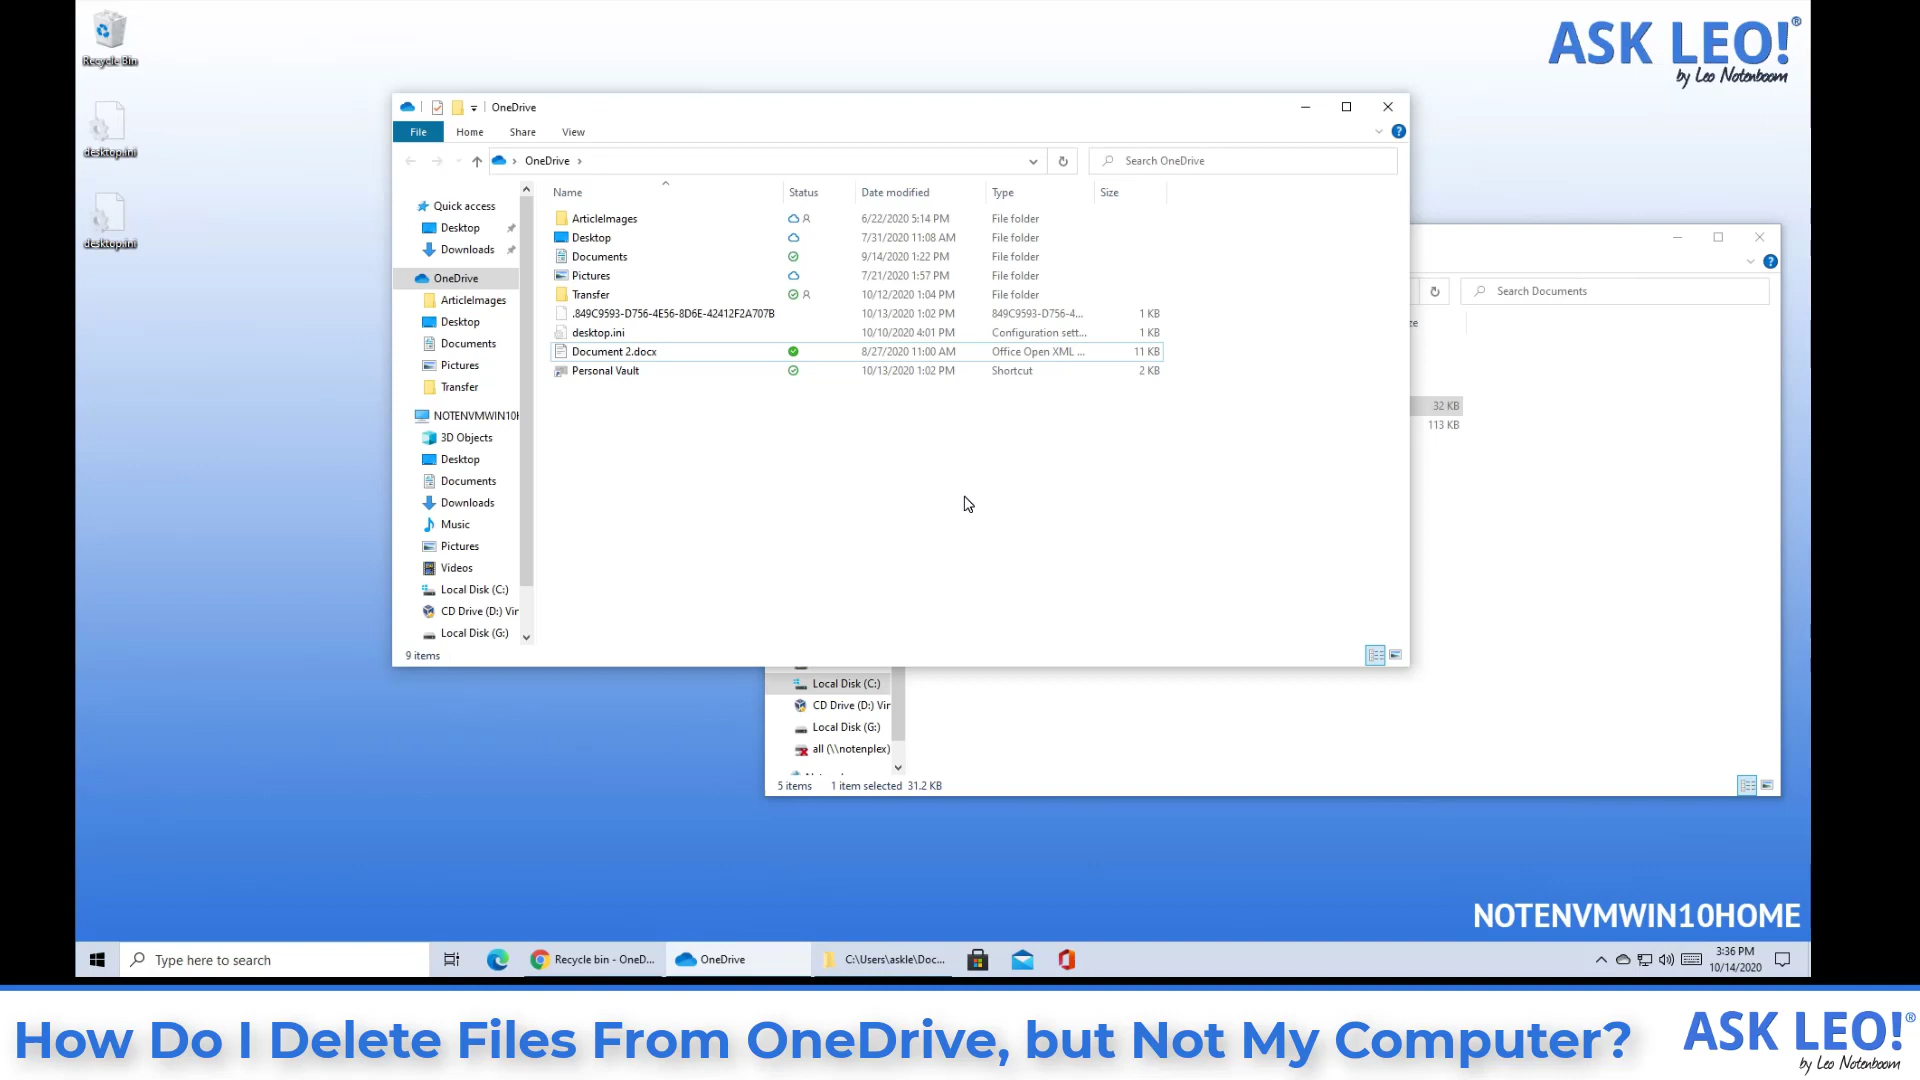 Recycle Bin
desktop.ini
desktop.ini
ASK LEO!®
by Leo Notenboom
OneDrive
File Home Share View
OneDrive
Search OneDrive
Name Status Date modified Type Size
ArticleImages 6/22/2020 5:14 PM File folder
Desktop 7/31/2020 11:08 AM File folder
Documents 9/14/2020 1:22 PM File folder
Pictures 7/21/2020 1:57 PM File folder
Transfer 10/12/2020 1:04 PM File folder
.849C9593-D756-4E56-8D6E-42412F2A707B 10/13/2020 1:02 PM 849C9593-D756-4... 1 KB
desktop.ini 10/10/2020 4:01 PM Configuration sett... 1 KB
Document 2.docx 8/27/2020 11:00 AM Office Open XML ... 11 KB
Personal Vault 10/13/2020 1:02 PM Shortcut 2 KB
Quick access
Desktop
Downloads
OneDrive
ArticleImages
Desktop
Documents
Pictures
Transfer
NOTENVMWIN10H
3D Objects
Desktop
Documents
Downloads
Music
Pictures
Videos
Local Disk (C:)
CD Drive (D:) Vir
Local Disk (G:)
9 items
Search Documents
ze
32 KB
113 KB
Local Disk (C:)
CD Drive (D:) Vir
Local Disk (G:)
all (\\notenplex)
5 items 1 item selected 31.2 KB
NOTENVMWIN10HOME
Type here to search
Recycle bin - OneD...
OneDrive
C:\Users\askle\Doc...
3:36 PM
10/14/2020
How Do I Delete Files From OneDrive, but Not My Computer?
ASK LEO!®
by Leo Notenboom